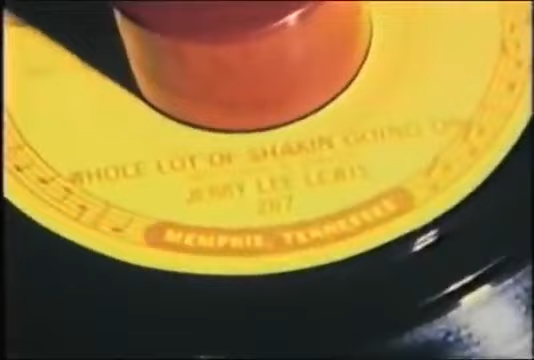 WHOLE LOT OF SHAKIN GOING ON
JERRY LEE LEWIS
267
MEMPHIS, TENNESSEE